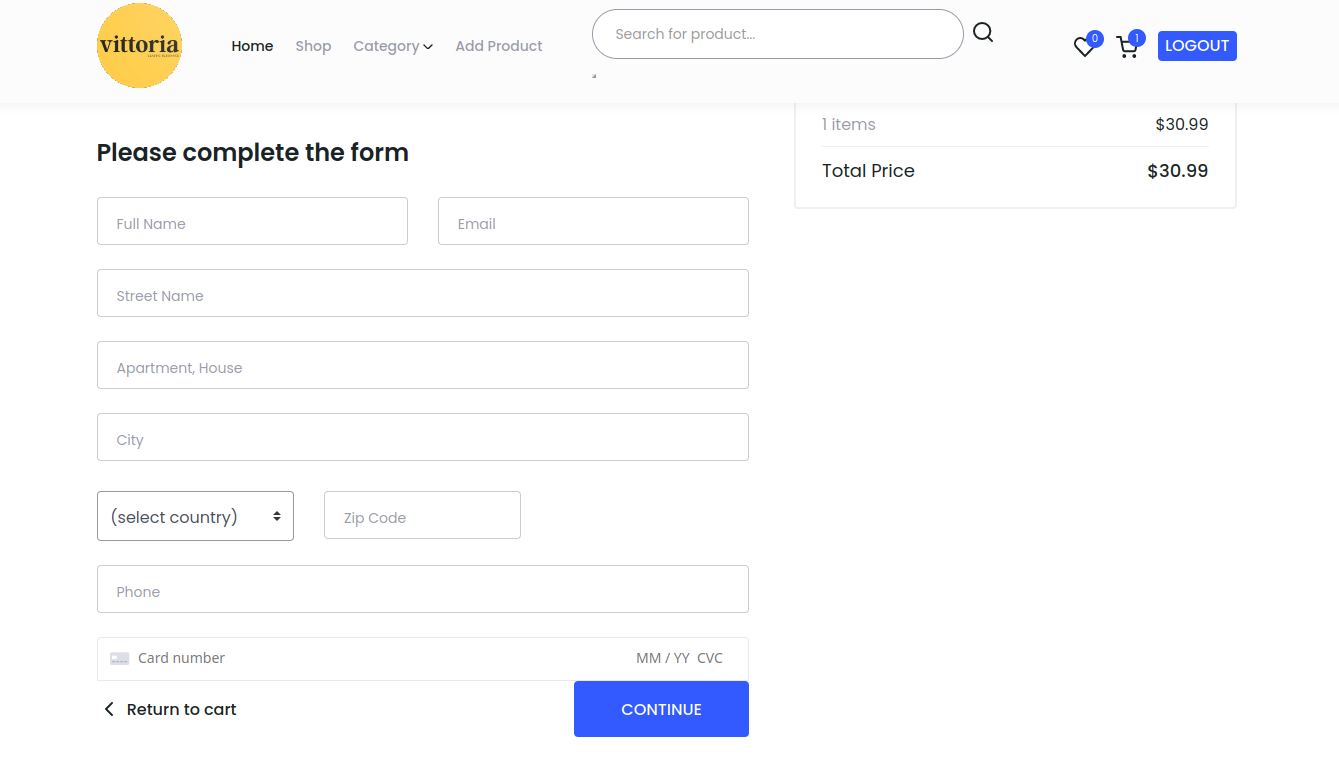 vittoria
Home Shop Category Add Product
Search for product...
0
1
LOGOUT
1 items $30.99
Total Price $30.99
Please complete the form
Full Name Email
Street Name
Apartment, House
City
(select country) Zip Code
Phone
Card number MM / YY CVC
Return to cart CONTINUE